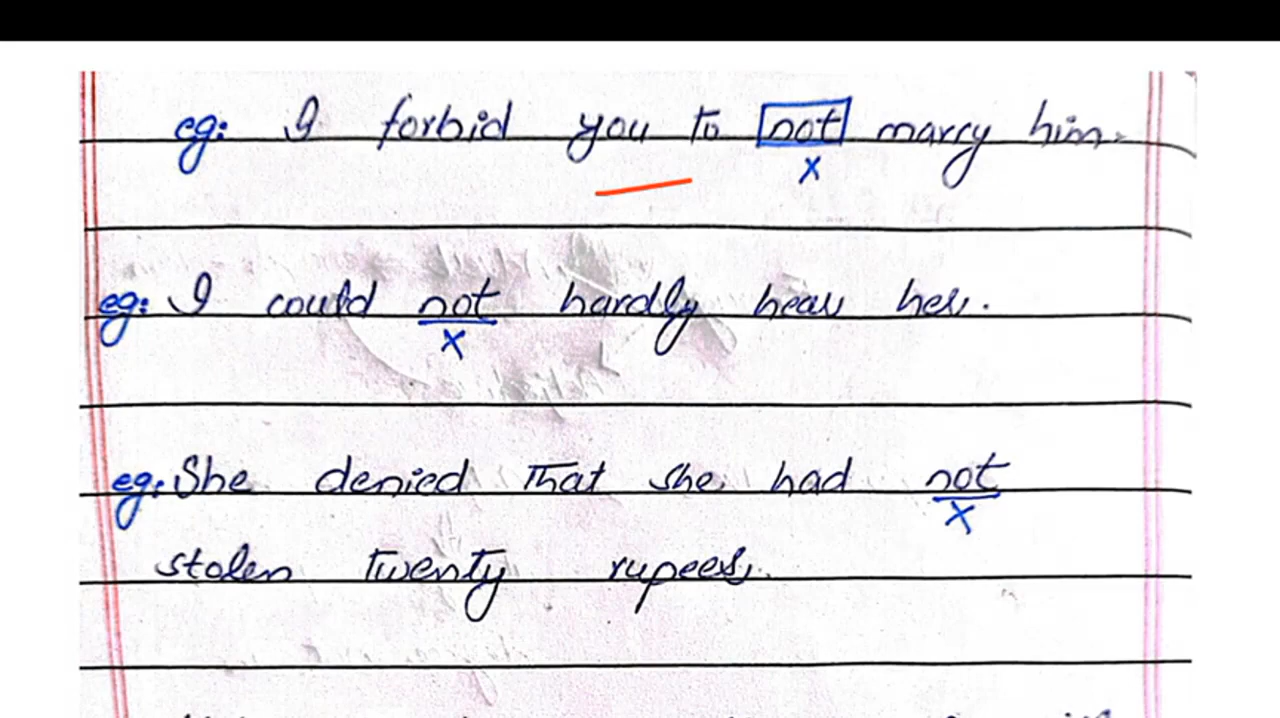 eg: I forbid you to not marry him.
x
eg: I could not hardly hear her.
x
eg: She denied That she had not
x
stolen Twenty rupees.